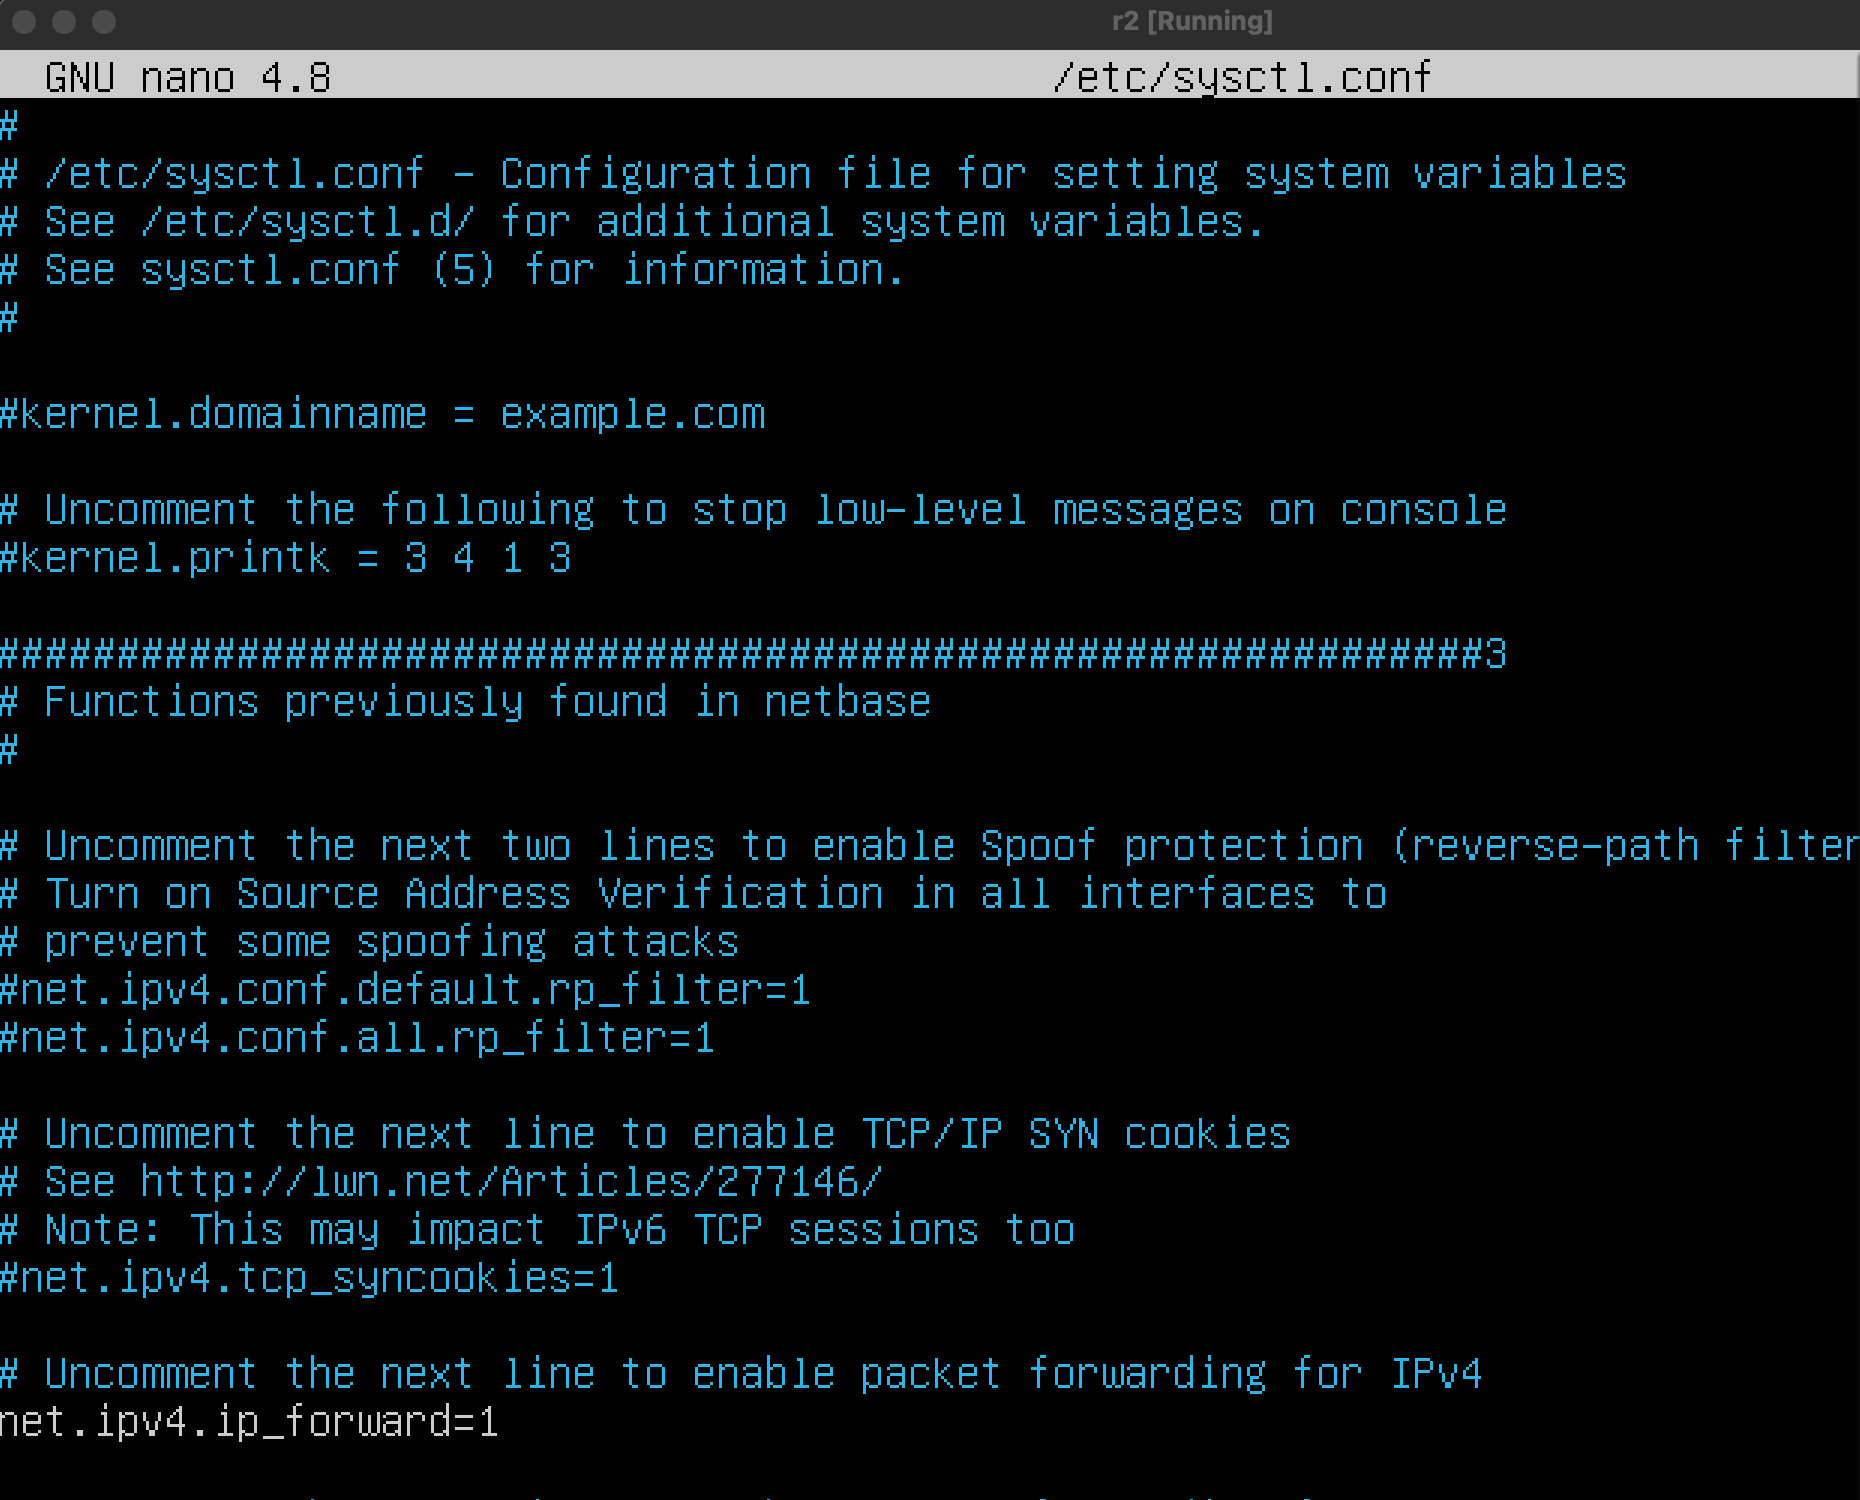 r2 [Running]
GNU nano 4.8 /etc/sysctl.conf
#
# /etc/sysctl.conf - Configuration file for setting system variables
# See /etc/sysctl.d/ for additional system variables.
# See sysctl.conf (5) for information.
#
#kernel.domainname = example.com
# Uncomment the following to stop low-level messages on console
#kernel.printk = 3 4 1 3
##############################################################3
# Functions previously found in netbase
#
# Uncomment the next two lines to enable Spoof protection (reverse-path filter
# Turn on Source Address Verification in all interfaces to
# prevent some spoofing attacks
#net.ipv4.conf.default.rp_filter=1
#net.ipv4.conf.all.rp_filter=1
# Uncomment the next line to enable TCP/IP SYN cookies
# See http://lwn.net/Articles/277146/
# Note: This may impact IPv6 TCP sessions too
#net.ipv4.tcp_syncookies=1
# Uncomment the next line to enable packet forwarding for IPv4
net.ipv4.ip_forward=1